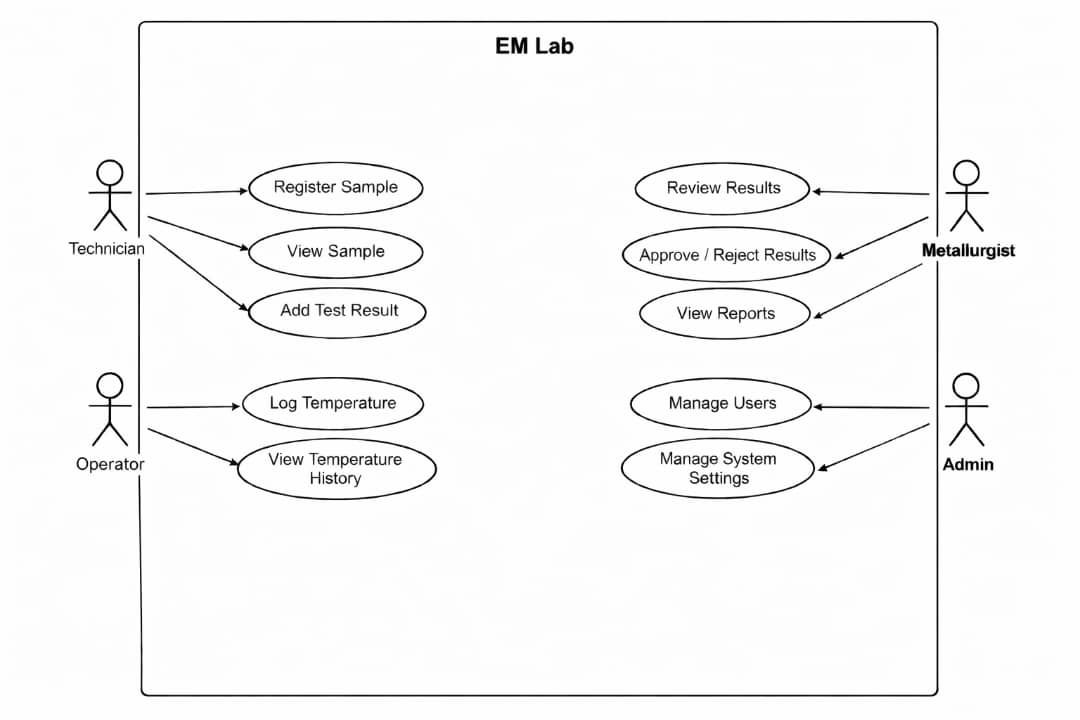 EM Lab
Technician
Register Sample
View Sample
Add Test Result
Review Results
Approve / Reject Results
View Reports
Metallurgist
Operator
Log Temperature
View Temperature
History
Manage Users
Manage System
Settings
Admin